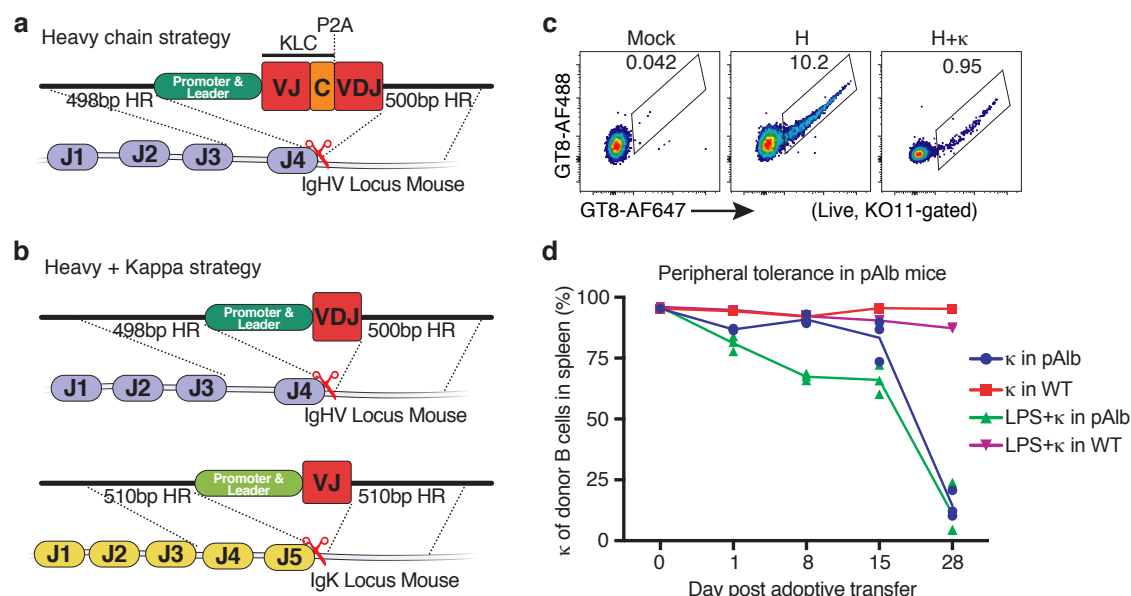 a
Heavy chain strategy
P2A
KLC
Promoter &
Leader
VJ
C
VDJ
498bp HR
500bp HR
J1
J2
J3
J4
IgHV Locus Mouse
b
Heavy + Kappa strategy
Promoter &
Leader
VDJ
498bp HR
500bp HR
J1
J2
J3
J4
IgHV Locus Mouse
Promoter &
Leader
VJ
510bp HR
510bp HR
J1
J2
J3
J4
J5
IgK Locus Mouse
c
Mock
H
H+κ
0.042
10.2
0.95
GT8-AF488
GT8-AF647
(Live, KO11-gated)
d
Peripheral tolerance in pAlb mice
κ of donor B cells in spleen (%)
100
75
50
25
0
0
1
8
15
28
Day post adoptive transfer
κ in pAlb
κ in WT
LPS+κ in pAlb
LPS+κ in WT